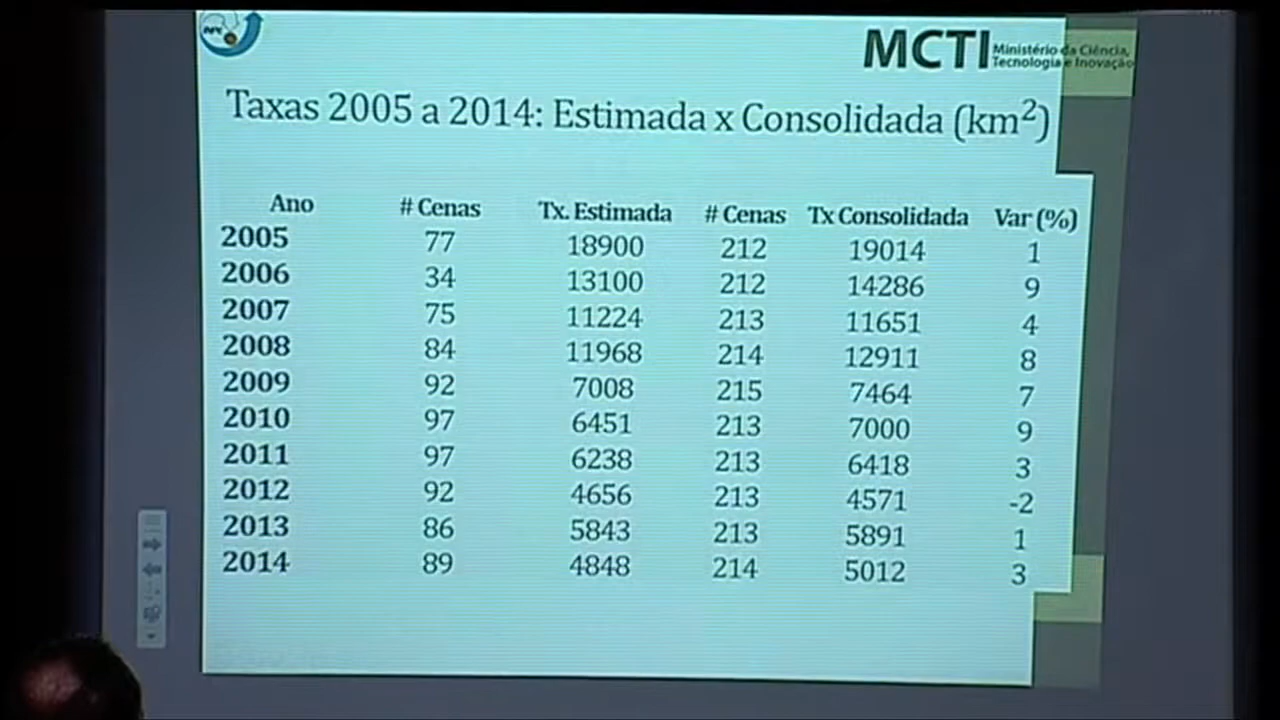 INPE
MCTI Ministério da Ciência,
Tecnologia e Inovação
Taxas 2005 a 2014: Estimada x Consolidada (km²)
Ano # Cenas Tx. Estimada # Cenas Tx Consolidada Var (%)
2005 77 18900 212 19014 1
2006 34 13100 212 14286 9
2007 75 11224 213 11651 4
2008 84 11968 214 12911 8
2009 92 7008 215 7464 7
2010 97 6451 213 7000 9
2011 97 6238 213 6418 3
2012 92 4656 213 4571 -2
2013 86 5843 213 5891 1
2014 89 4848 214 5012 3